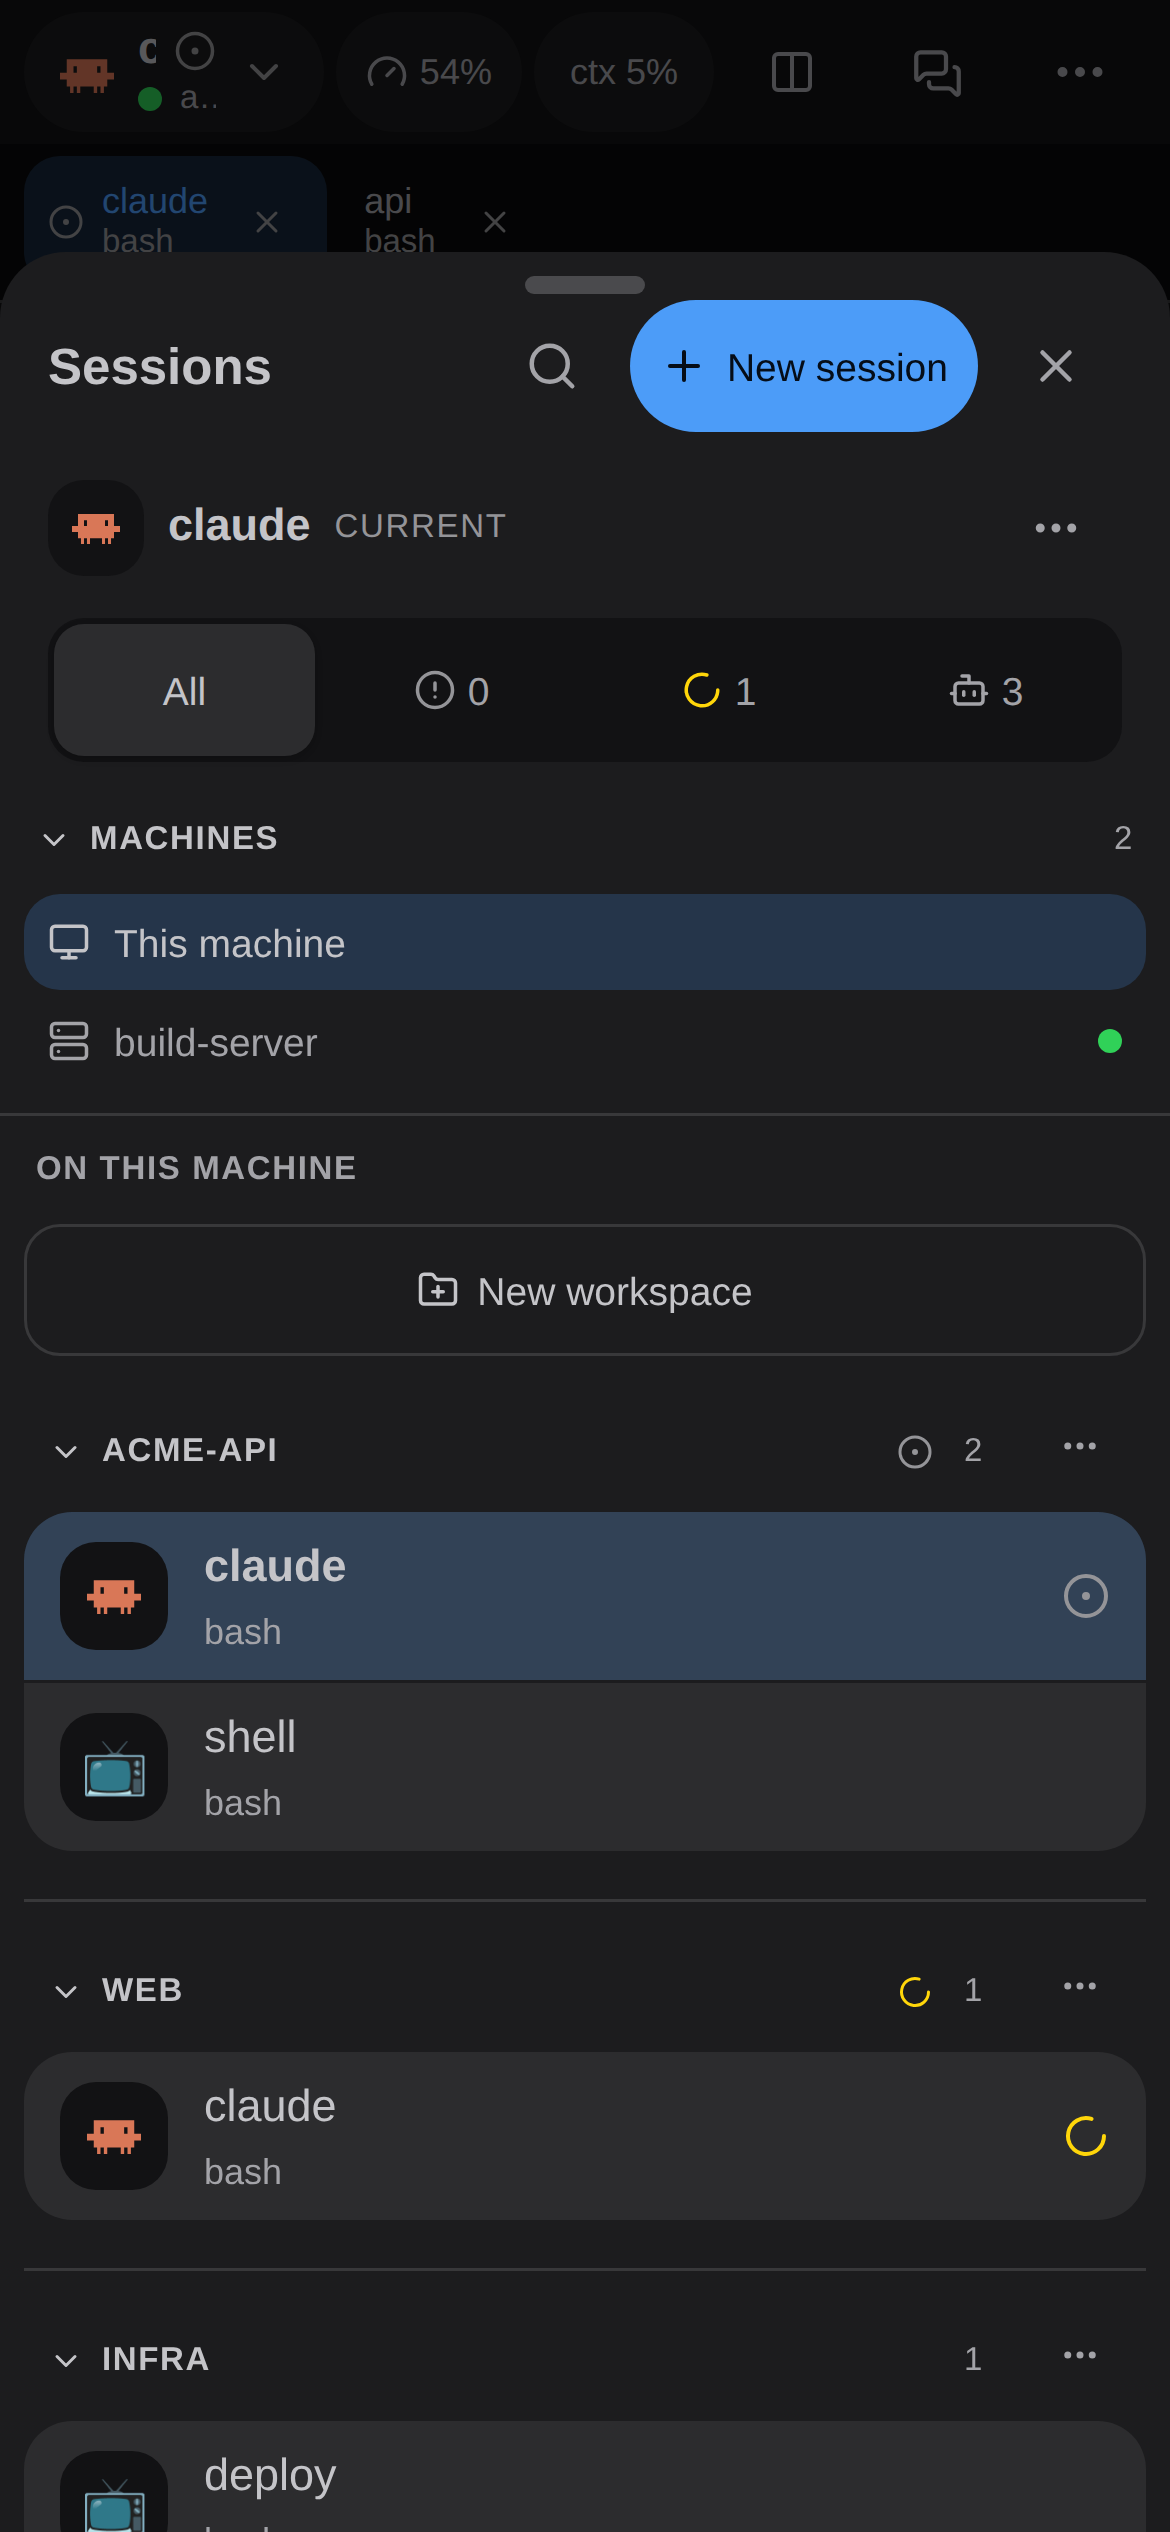 c
a..
54%
ctx 5%
claude
bash
api
bash
Sessions
New session
claude CURRENT
All
0
1
3
MACHINES 2
This machine
build-server
ON THIS MACHINE
New workspace
ACME-API 2
claude
bash
shell
bash
WEB 1
claude
bash
INFRA 1
deploy